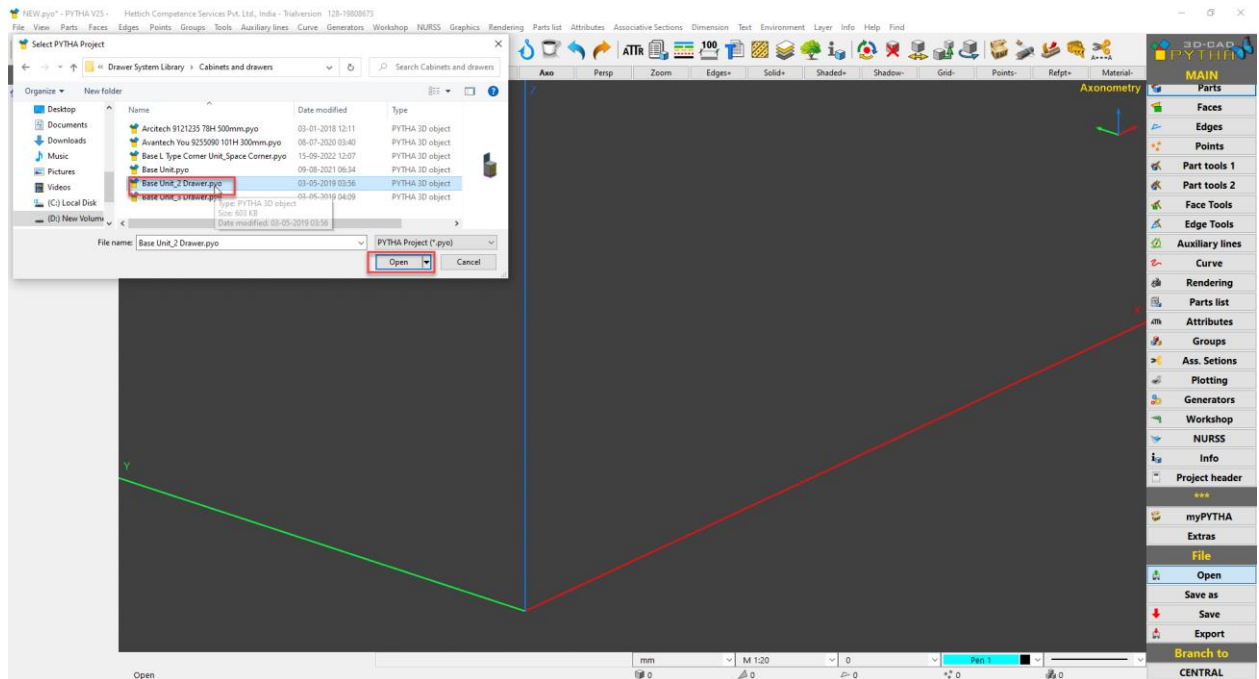 NEW.pyo* - PYTHA V25 - Hettich Competence Services Pvt. Ltd., India - Trialversion 128-19808673
File View Parts Faces Edges Points Groups Tools Auxiliary lines Curve Generators Workshop NURSS Graphics Rendering Parts list Attributes Associative Sections Dimension Text Environment Layer Info Help Find
Select PYTHA Project
« Drawer System Library › Cabinets and drawers
Search Cabinets and drawers
Organize
New folder
Name Date modified Type
Desktop
Documents
Downloads
Music
Pictures
Videos
(C:) Local Disk
(D:) New Volume
Arcitech 9121235 78H 500mm.pyo 03-01-2018 12:11 PYTHA 3D object
Avantech You 9255090 101H 300mm.pyo 08-07-2020 03:40 PYTHA 3D object
Base L Type Corner Unit_Space Corner.pyo 15-09-2022 12:07 PYTHA 3D object
Base Unit.pyo 09-08-2021 06:34 PYTHA 3D object
Base Unit_2 Drawer.pyo 03-05-2019 03:56 PYTHA 3D object
Base Unit_3 Drawer.pyo 03-05-2019 04:09 PYTHA 3D object
Type: PYTHA 3D object
Size: 603 KB
Date modified: 03-05-2019 03:56
File name: Base Unit_2 Drawer.pyo
PYTHA Project (*.pyo)
Open Cancel
ATTR
100
Axo Persp Zoom Edges+ Solid+ Shaded+ Shadow- Grid- Points- Refpt+ Material-
Axonometry
Z
X
Y
3D-CAD
PYTHA
MAIN
Parts
Faces
Edges
Points
Part tools 1
Part tools 2
Face Tools
Edge Tools
Auxiliary lines
Curve
Rendering
Parts list
Attributes
Groups
Ass. Setions
Plotting
Generators
Workshop
NURSS
Info
Project header
***
myPYTHA
Extras
File
Open
Save as
Save
Export
Branch to
CENTRAL
mm M 1:20 0 Pen 1
Open 0 0 0 0 0